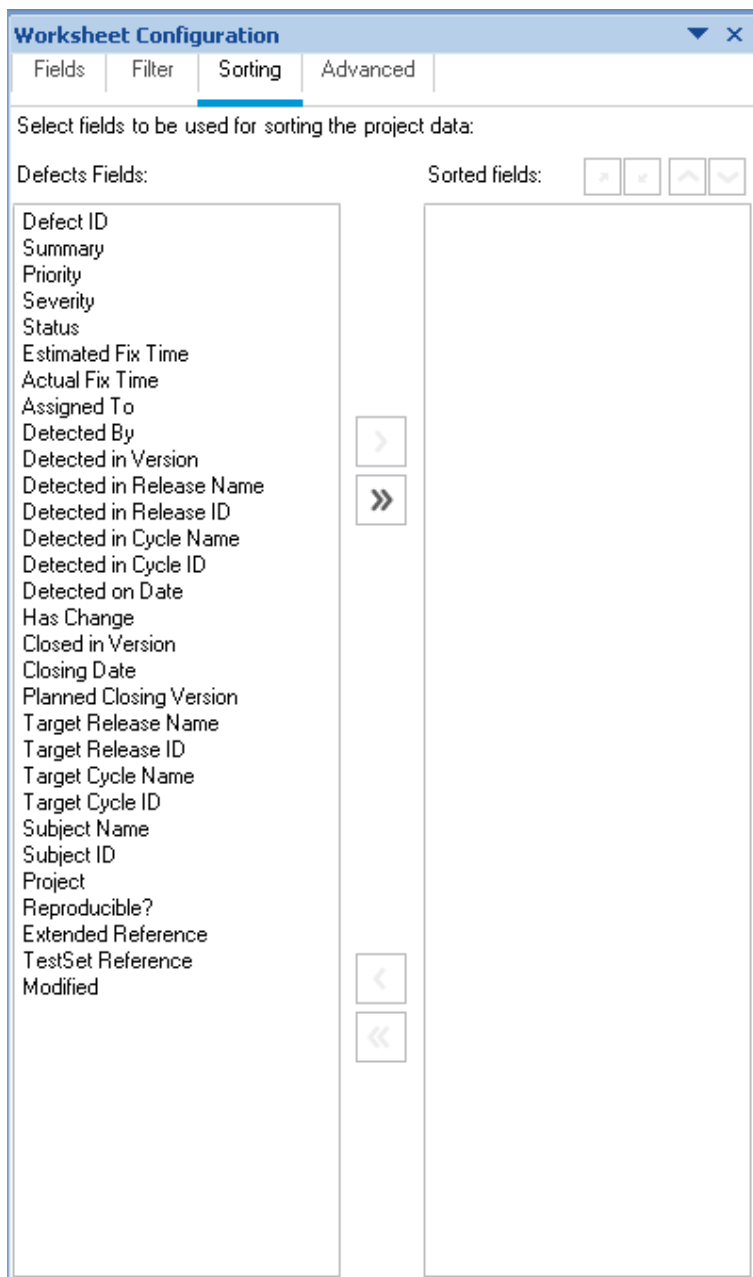 Worksheet Configuration
Fields Filter Sorting Advanced
Select fields to be used for sorting the project data:
Defects Fields: Sorted fields:
Defect ID
Summary
Priority
Severity
Status
Estimated Fix Time
Actual Fix Time
Assigned To
Detected By
Detected in Version
Detected in Release Name
Detected in Release ID
Detected in Cycle Name
Detected in Cycle ID
Detected on Date
Has Change
Closed in Version
Closing Date
Planned Closing Version
Target Release Name
Target Release ID
Target Cycle Name
Target Cycle ID
Subject Name
Subject ID
Project
Reproducible?
Extended Reference
TestSet Reference
Modified